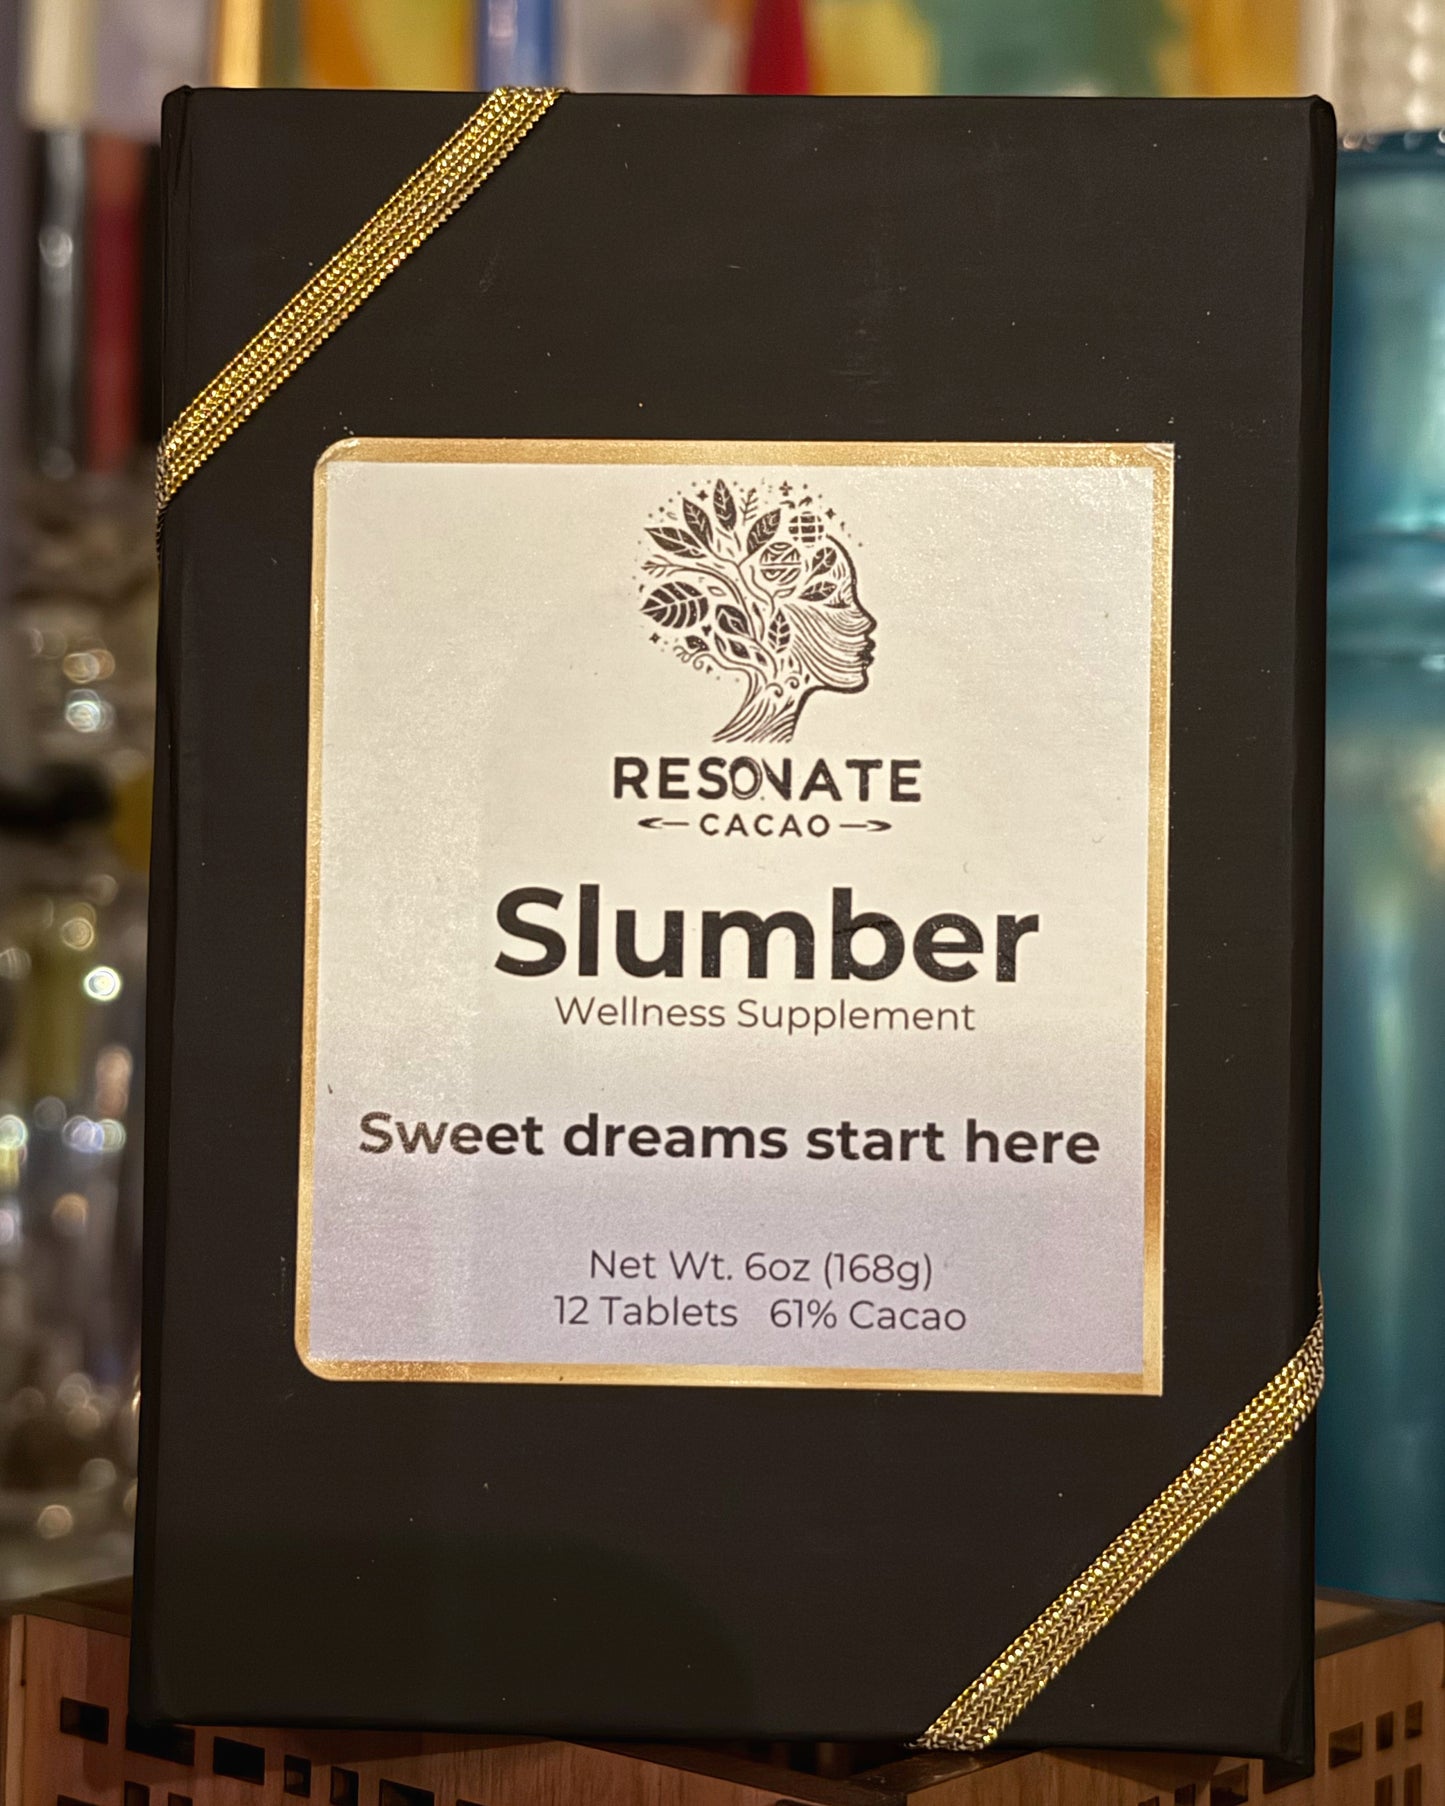 RESONATE
CACAO
Slumber
Wellness Supplement
Sweet dreams start here
Net Wt. 6oz (168g)
12 Tablets 61% Cacao